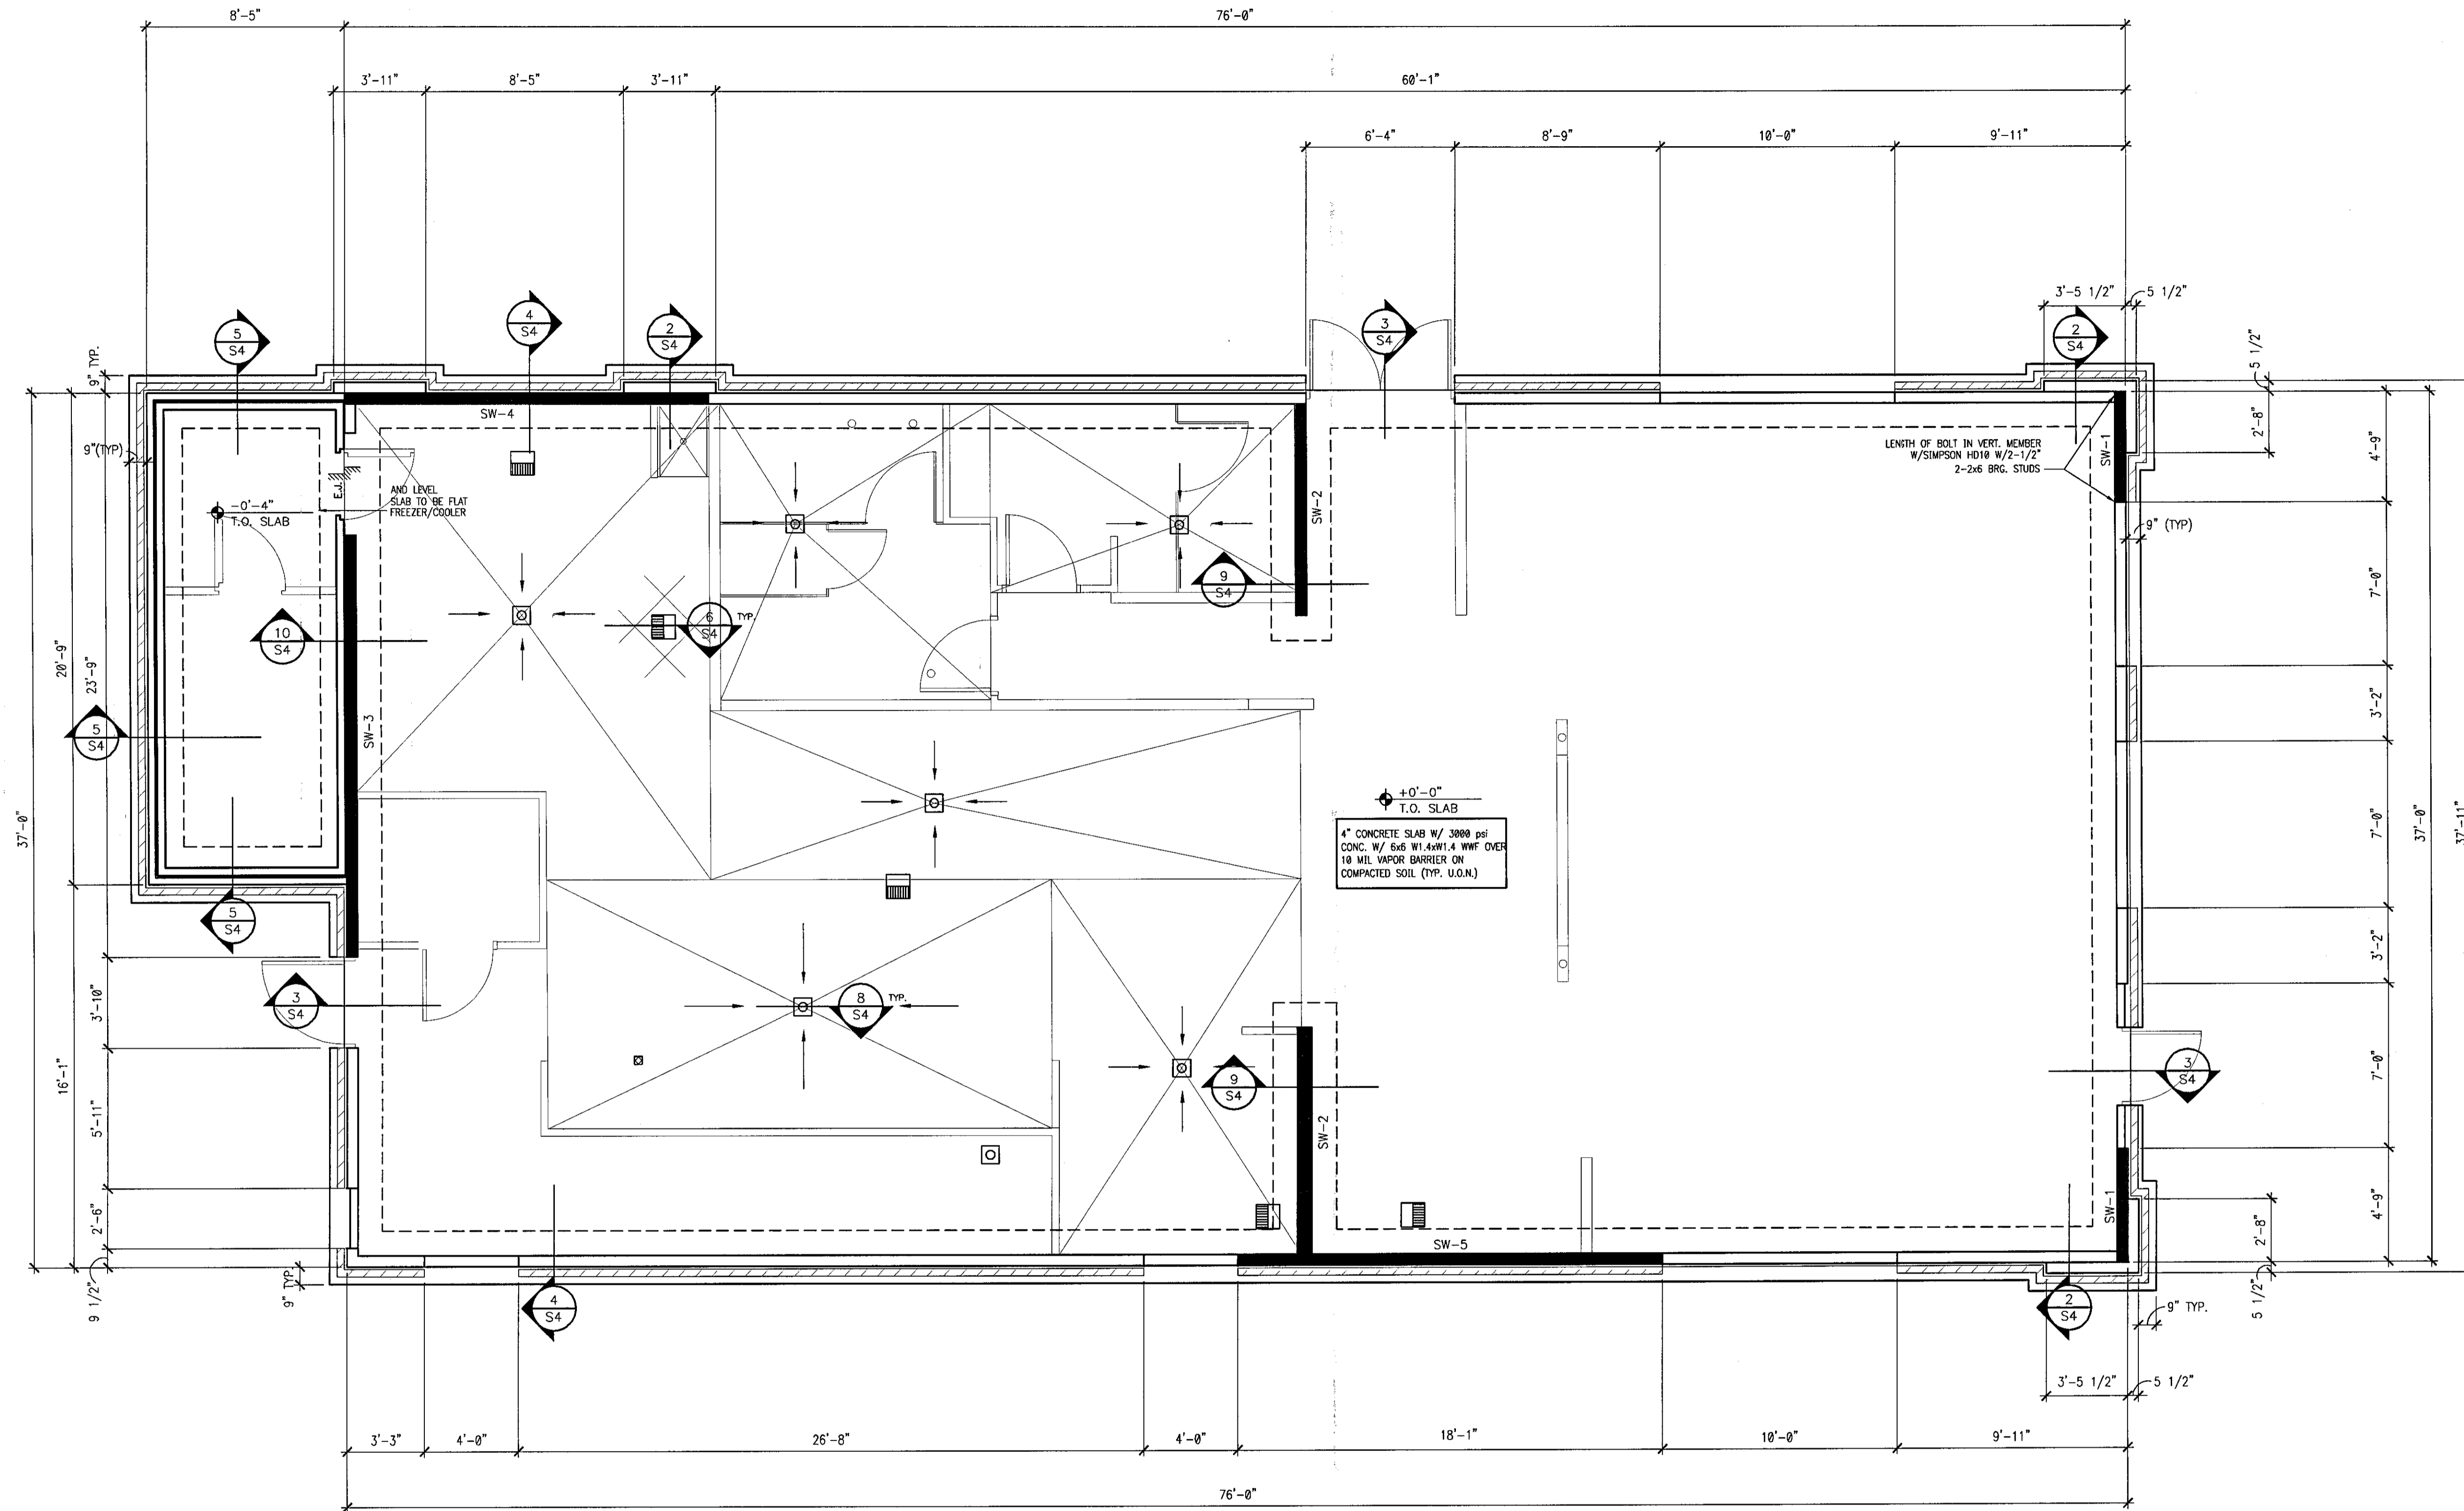 8'-5"
76'-0"
3'-11"
8'-5"
3'-11"
60'-1"
6'-4"
8'-9"
10'-0"
9'-11"
3'-5 1/2"
5 1/2"
5
S4
4
S4
2
S4
3
S4
2
S4
9" TYP.
5 1/2"
2'-8"
9"(TYP)
SW-4
SW-2
SW-1
LENGTH OF BOLT IN VERT. MEMBER
W/SIMPSON HD10 W/2-1/2"
2-2x6 BRG. STUDS
4'-9"
E.J.
AND LEVEL
SLAB TO BE FLAT
FREEZER/COOLER
-0'-4"
T.O. SLAB
9" (TYP)
7'-0"
9
S4
10
S4
6
S4
TYP.
20'-9"
23'-9"
37'-0"
SW-3
5
S4
3'-2"
+0'-0"
T.O. SLAB
4" CONCRETE SLAB W/ 3000 psi
CONC. W/ 6x6 W1.4xW1.4 WWF OVER
10 MIL VAPOR BARRIER ON
COMPACTED SOIL (TYP. U.O.N.)
7'-0"
37'-0"
37'-11"
5
S4
3'-2"
3
S4
8
S4
TYP.
3'-10"
16'-1"
9
S4
3
S4
7'-0"
5'-11"
SW-2
SW-1
4'-9"
2'-6"
2'-8"
SW-5
9 1/2"
9" TYP.
4
S4
2
S4
9" TYP.
5 1/2"
3'-5 1/2"
5 1/2"
3'-3"
4'-0"
26'-8"
4'-0"
18'-1"
10'-0"
9'-11"
76'-0"